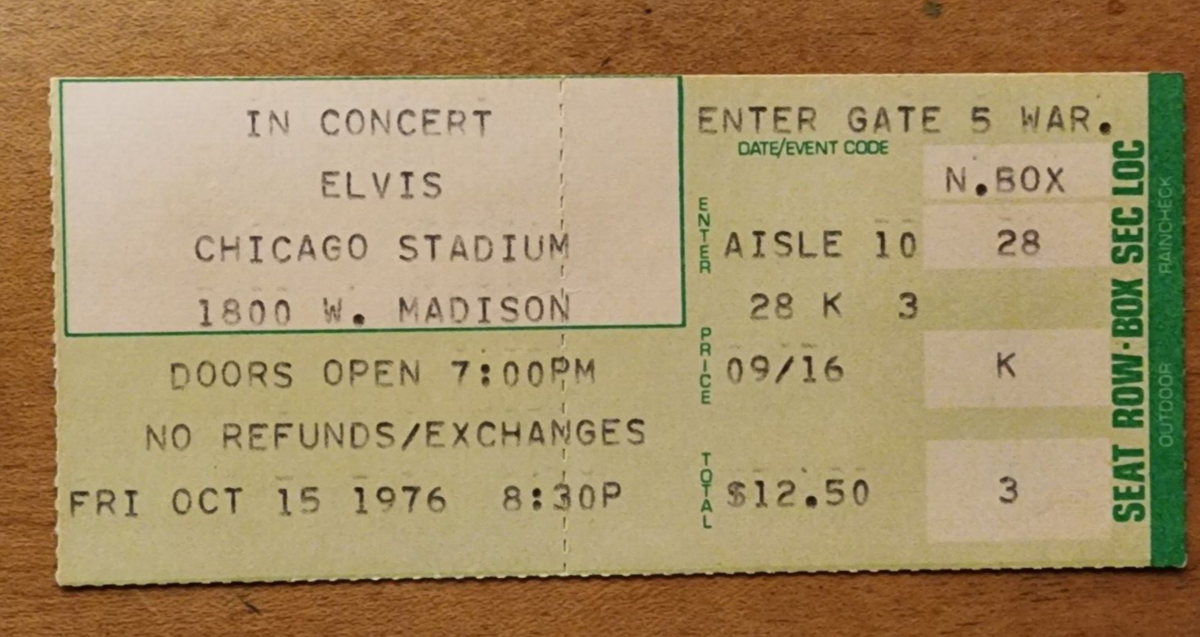 IN CONCERT
ELVIS
CHICAGO STADIUM
1800 W. MADISON
DOORS OPEN 7:00PM
NO REFUNDS/EXCHANGES
FRI OCT 15 1976 8:30P
ENTER GATE 5 WAR.
DATE/EVENT CODE
N.BOX
ENTER
AISLE 10
28
28 K 3
PRICE
09/16
K
TOTAL
$12.50
3
SEAT ROW·BOX SEC LOC
OUTDOOR RAINCHECK